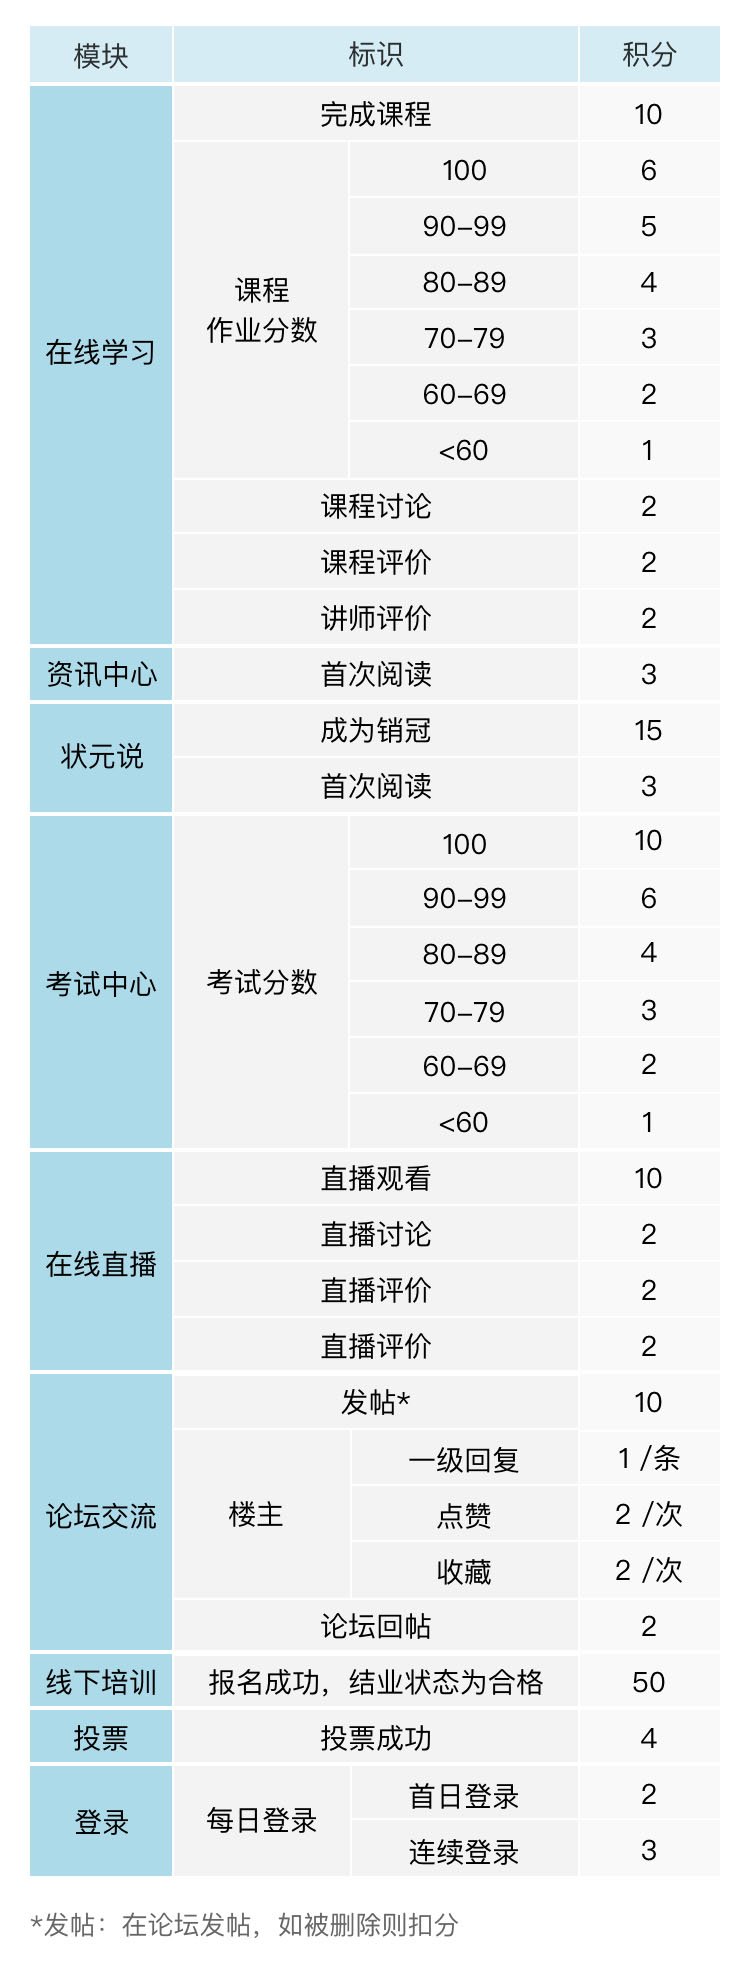 模块 标识 积分
在线学习
完成课程 10
课程
作业分数
100 6
90–99 5
80–89 4
70–79 3
60–69 2
<60 1
课程讨论 2
课程评价 2
讲师评价 2
资讯中心 首次阅读 3
状元说
成为销冠 15
首次阅读 3
考试中心
考试分数
100 10
90–99 6
80–89 4
70–79 3
60–69 2
<60 1
在线直播
直播观看 10
直播讨论 2
直播评价 2
直播评价 2
论坛交流
发帖* 10
楼主
一级回复 1 /条
点赞 2 /次
收藏 2 /次
论坛回帖 2
线下培训 报名成功，结业状态为合格 50
投票 投票成功 4
登录
每日登录
首日登录 2
连续登录 3
*发帖：在论坛发帖，如被删除则扣分